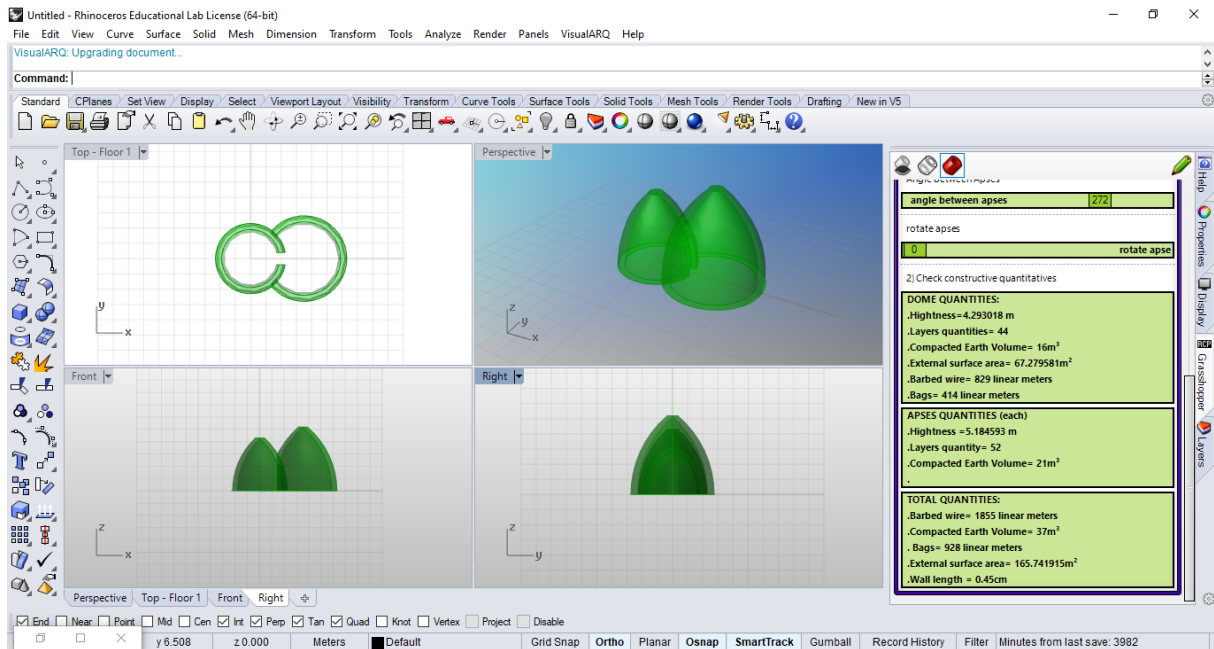 Untitled - Rhinoceros Educational Lab License (64-bit)
File Edit View Curve Surface Solid Mesh Dimension Transform Tools Analyze Render Panels VisualARQ Help
VisualARQ: Upgrading document...
Command:
Standard CPlanes Set View Display Select Viewport Layout Visibility Transform Curve Tools Surface Tools Solid Tools Mesh Tools Render Tools Drafting New in V5
Top - Floor 1
y
x
Perspective
z
y
x
Front
z
x
Right
z
y
Perspective Top - Floor 1 Front Right
Angle between Apses
angle between apses 272
rotate apses
0 rotate apse
2) Check constructive quantitatives
DOME QUANTITIES:
.Hightness=4.293018 m
.Layers quantities= 44
.Compacted Earth Volume= 16m³
.External surface area= 67.279581m²
.Barbed wire= 829 linear meters
.Bags= 414 linear meters
APSES QUANTITIES (each)
.Hightness =5.184593 m
.Layers quantity= 52
.Compacted Earth Volume= 21m³
.
TOTAL QUANTITIES:
.Barbed wire= 1855 linear meters
.Compacted Earth Volume= 37m³
. Bags= 928 linear meters
.External surface area= 165.741915m²
.Wall length = 0.45cm
Help
Properties
Display
RCP
Grasshopper
Layers
End Near Point Mid Cen Int Perp Tan Quad Knot Vertex Project Disable
y 6.508 z 0.000 Meters Default Grid Snap Ortho Planar Osnap SmartTrack Gumball Record History Filter Minutes from last save: 3982